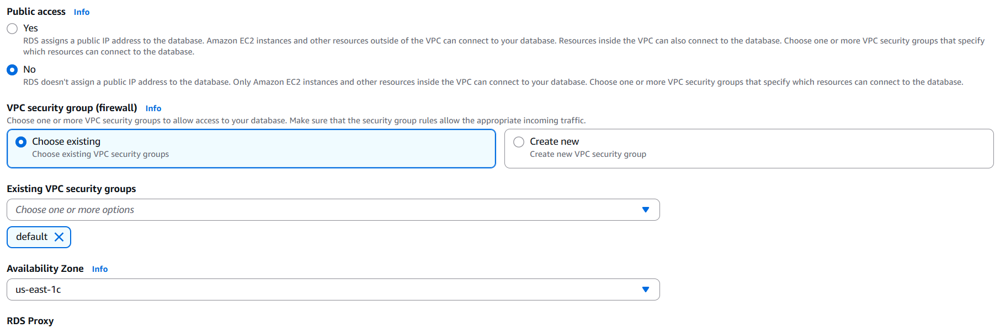 Public access Info
Yes
RDS assigns a public IP address to the database. Amazon EC2 instances and other resources outside of the VPC can connect to your database. Resources inside the VPC can also connect to the database. Choose one or more VPC security groups that specify
which resources can connect to the database.
No
RDS doesn't assign a public IP address to the database. Only Amazon EC2 instances and other resources inside the VPC can connect to your database. Choose one or more VPC security groups that specify which resources can connect to the database.
VPC security group (firewall) Info
Choose one or more VPC security groups to allow access to your database. Make sure that the security group rules allow the appropriate incoming traffic.
Choose existing
Choose existing VPC security groups
Create new
Create new VPC security group
Existing VPC security groups
Choose one or more options
default
Availability Zone Info
us-east-1c
RDS Proxy